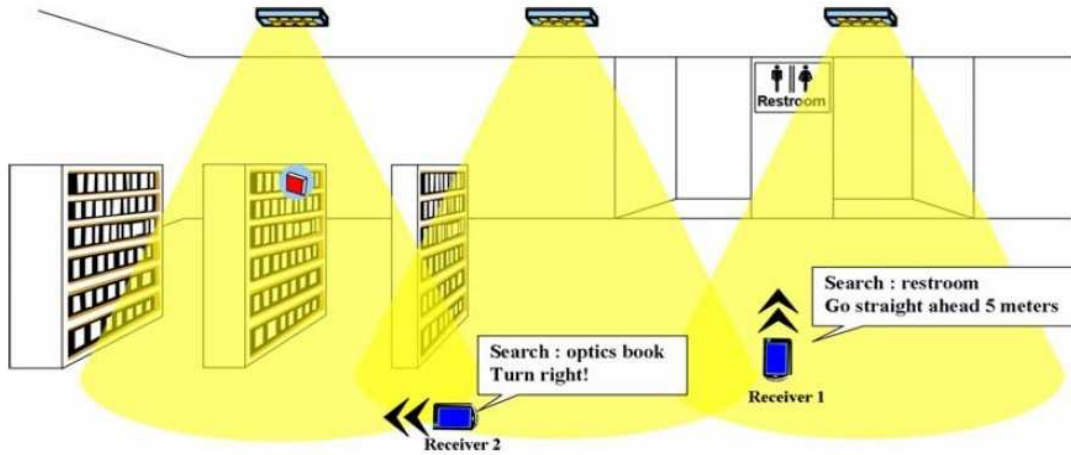 Restroom
Search : restroom
Go straight ahead 5 meters
Search : optics book
Turn right!
Receiver 1
Receiver 2